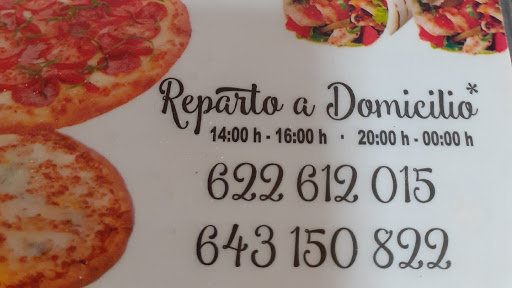 Reparto a Domicilio*
14:00 h - 16:00 h · 20:00 h - 00:00 h
622 612 015
643 150 822